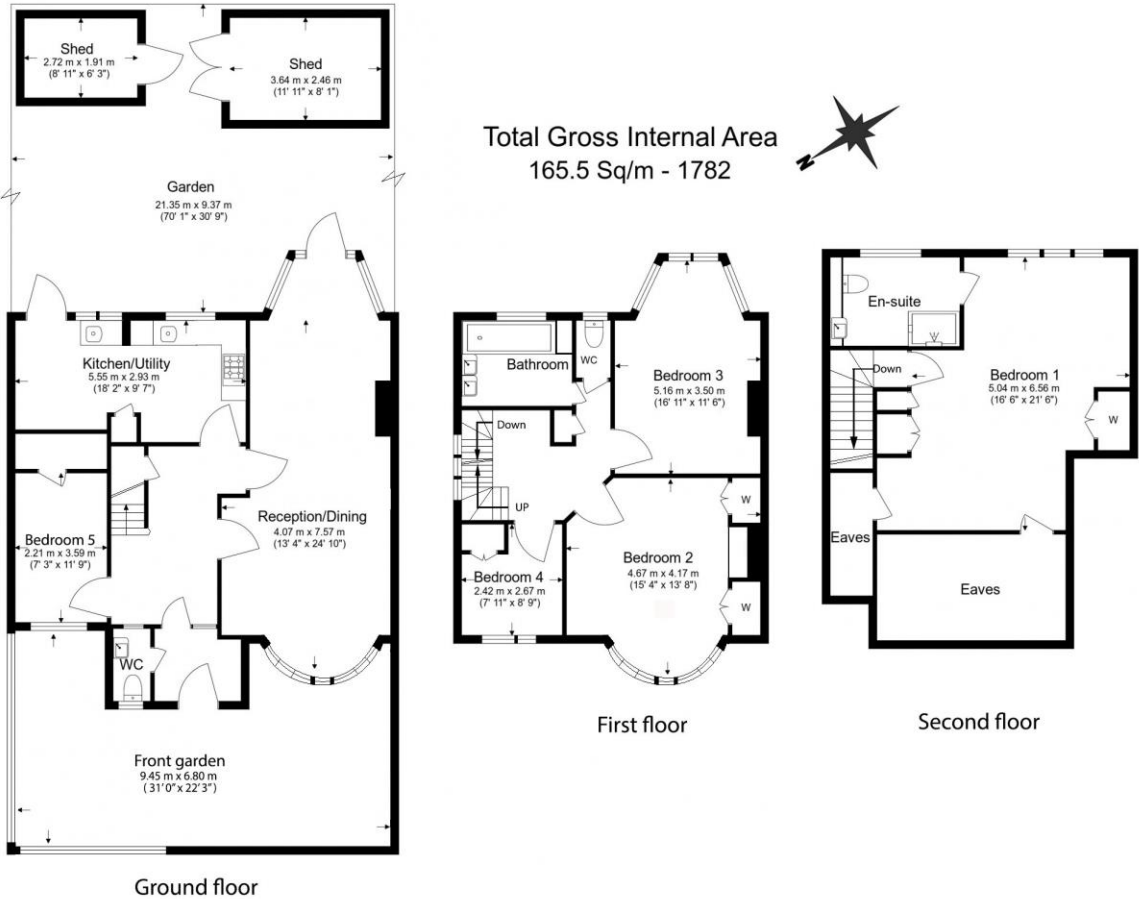 Shed
2.72 m x 1.91 m
(8' 11" x 6' 3")
Shed
3.64 m x 2.46 m
(11' 11" x 8' 1")
Total Gross Internal Area
165.5 Sq/m - 1782
N
Garden
21.35 m x 9.37 m
(70' 1" x 30' 9")
Kitchen/Utility
5.55 m x 2.93 m
(18' 2" x 9' 7")
Reception/Dining
4.07 m x 7.57 m
(13' 4" x 24' 10")
Bedroom 5
2.21 m x 3.59 m
(7' 3" x 11' 9")
WC
Front garden
9.45 m x 6.80 m
(31'0" x 22'3")
Ground floor
Bathroom
WC
Bedroom 3
5.16 m x 3.50 m
(16' 11" x 11' 6")
Down
UP
W
Bedroom 2
4.67 m x 4.17 m
(15' 4" x 13' 8")
Bedroom 4
2.42 m x 2.67 m
(7' 11" x 8' 9")
W
First floor
En-suite
Down
Bedroom 1
5.04 m x 6.56 m
(16' 6" x 21' 6")
W
Eaves
Eaves
Second floor